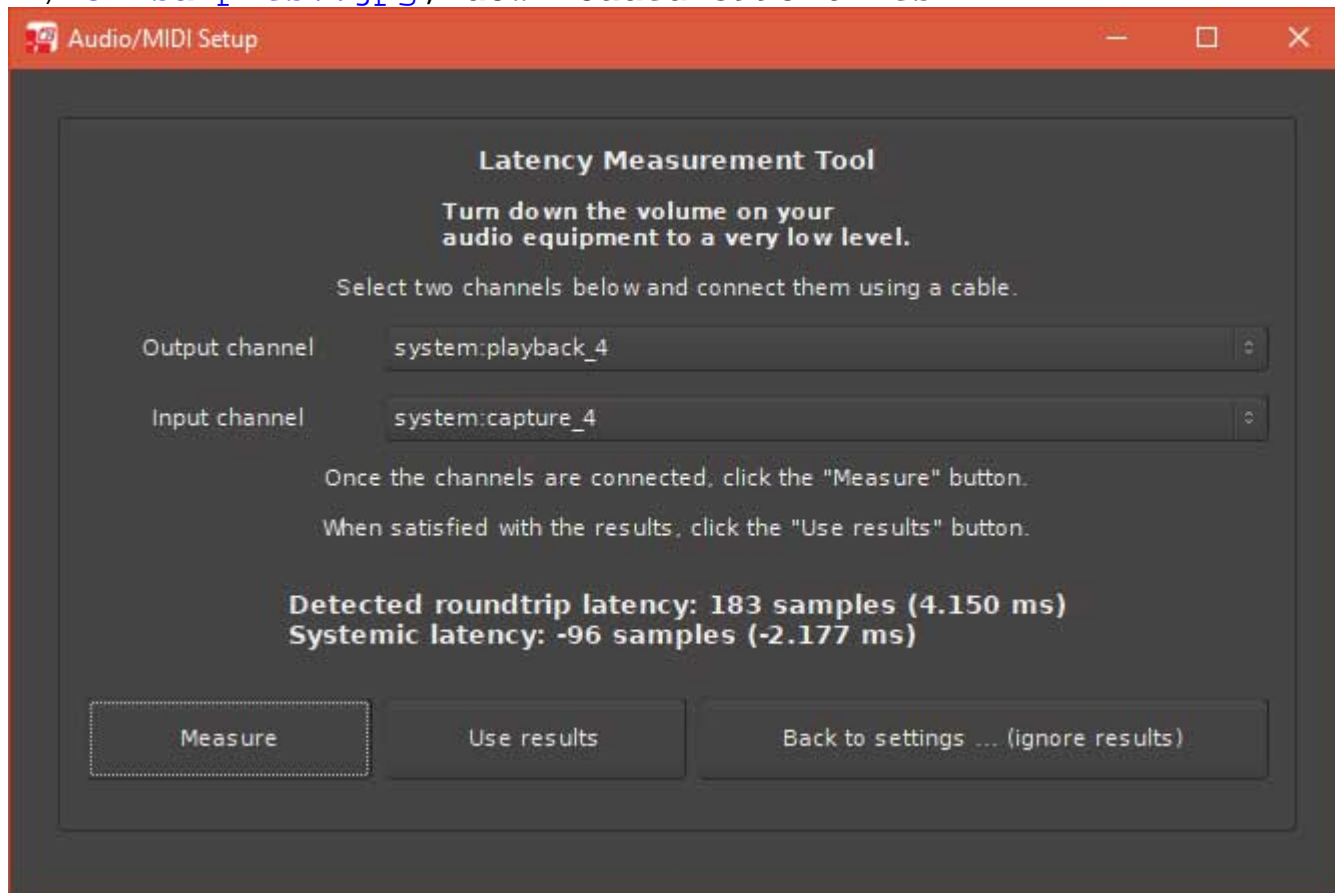 Audio/MIDI Setup
Latency Measurement Tool
Turn down the volume on your
audio equipment to a very low level.
Select two channels below and connect them using a cable.
Output channel system:playback_4
Input channel system:capture_4
Once the channels are connected, click the "Measure" button.
When satisfied with the results, click the "Use results" button.
Detected roundtrip latency: 183 samples (4.150 ms)
Systemic latency: -96 samples (-2.177 ms)
Measure Use results Back to settings ... (ignore results)